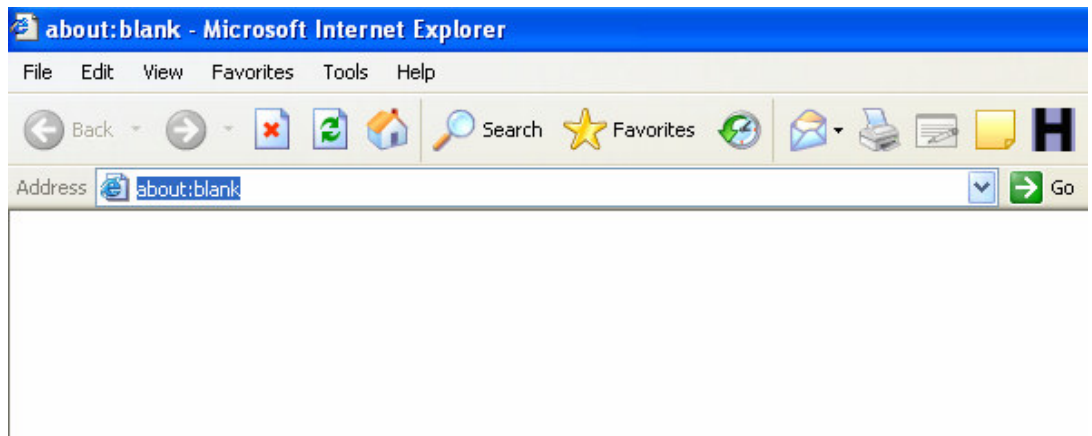 about:blank - Microsoft Internet Explorer
File Edit View Favorites Tools Help
Back Search Favorites H
Address about:blank Go